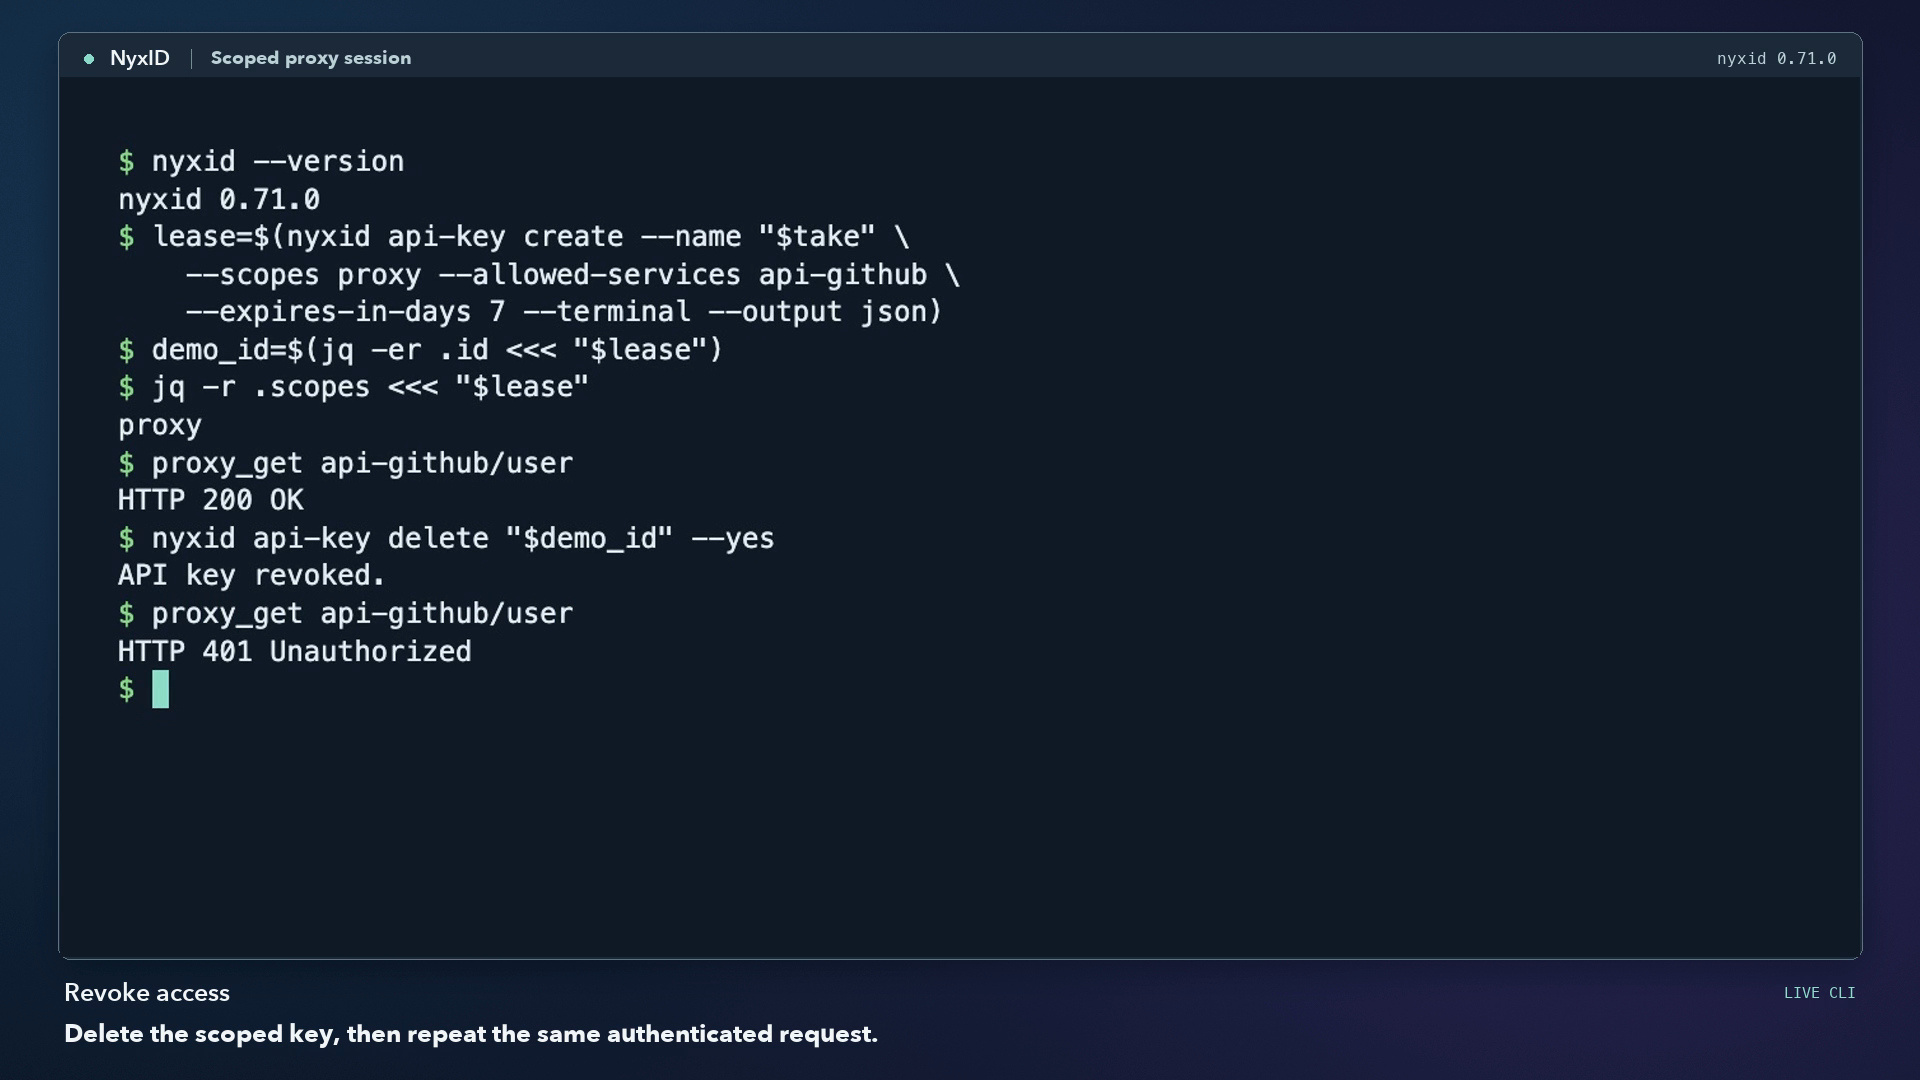 NyxID | Scoped proxy session
nyxid 0.71.0
$ nyxid --version
nyxid 0.71.0
$ lease=$(nyxid api-key create --name "$take" \
    --scopes proxy --allowed-services api-github \
    --expires-in-days 7 --terminal --output json)
$ demo_id=$(jq -er .id <<< "$lease")
$ jq -r .scopes <<< "$lease"
proxy
$ proxy_get api-github/user
HTTP 200 OK
$ nyxid api-key delete "$demo_id" --yes
API key revoked.
$ proxy_get api-github/user
HTTP 401 Unauthorized
$
Revoke access
LIVE CLI
Delete the scoped key, then repeat the same authenticated request.